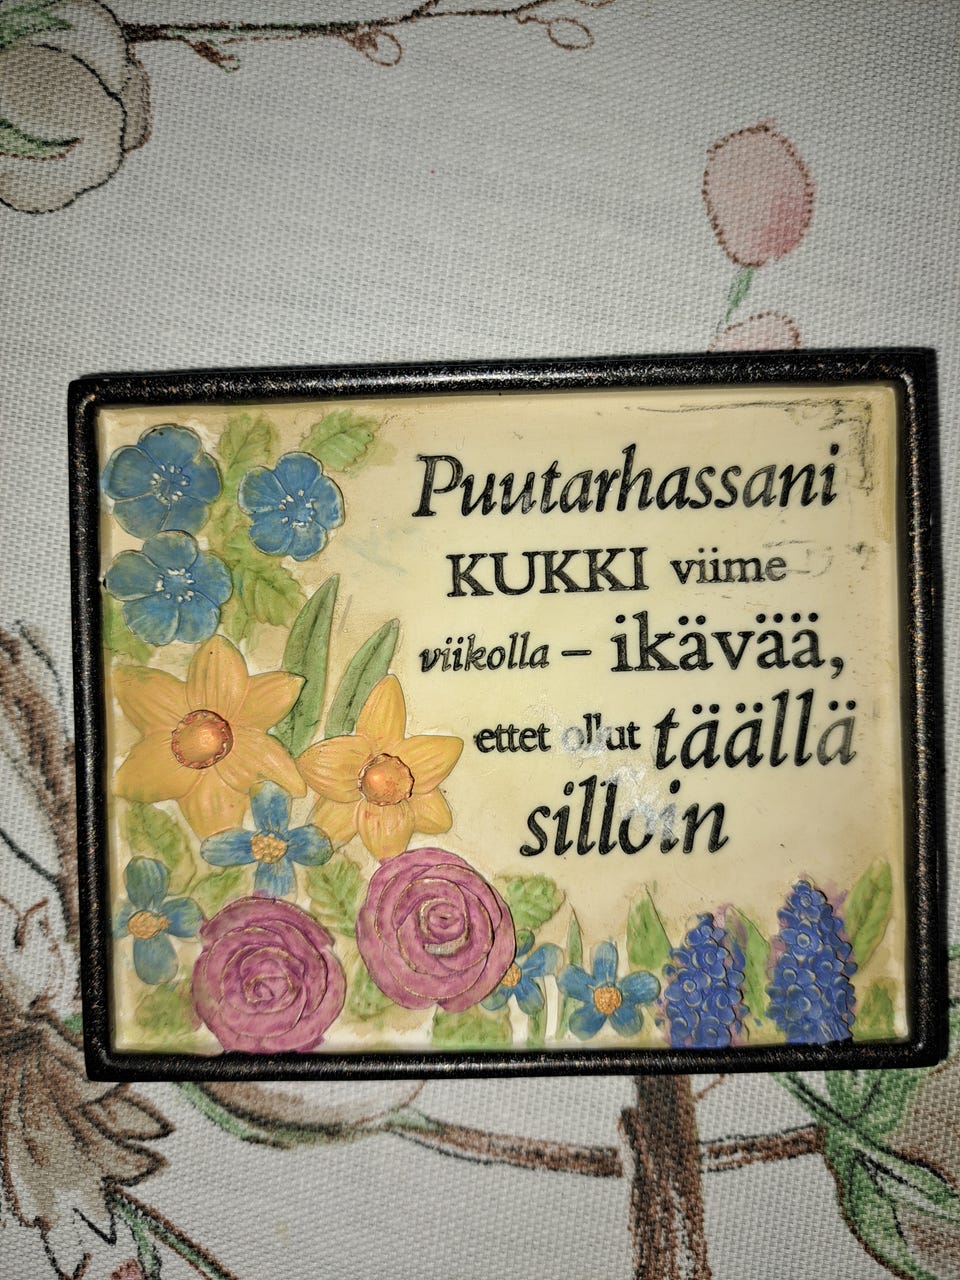 Puutarhassani
KUKKI viime
viikolla – ikävää,
ettet ollut täällä
silloin